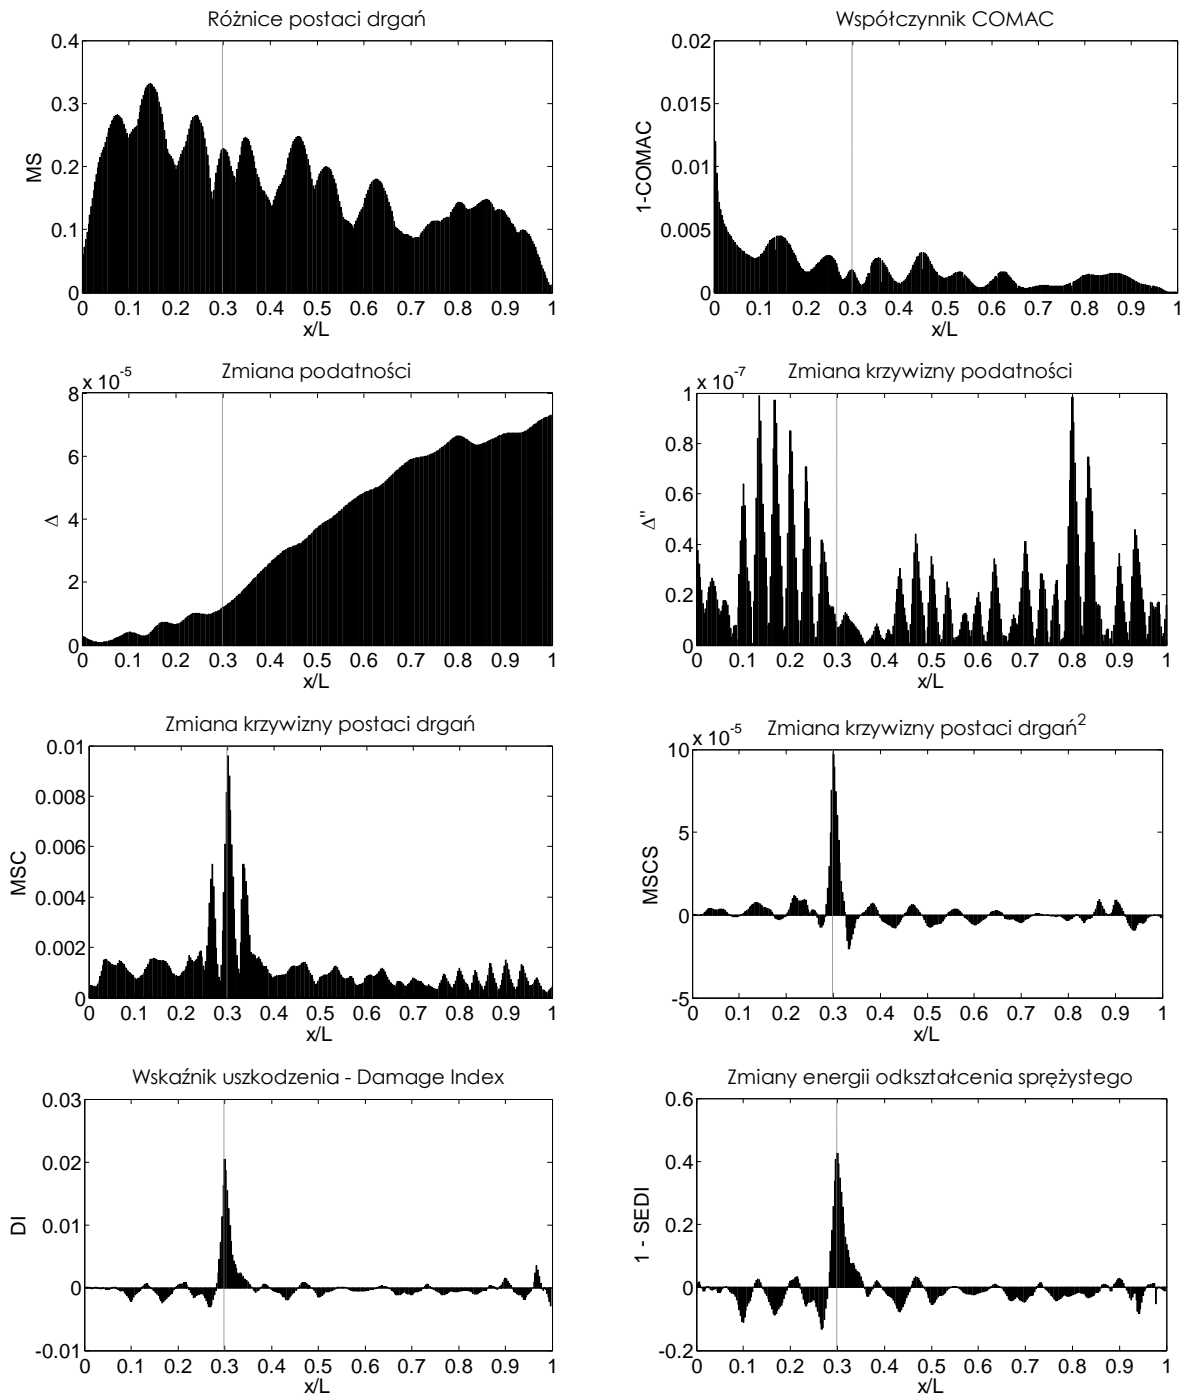 Różnice postaci drgań
0.4
0.3
0.2
0.1
0
MS
0 0.1 0.2 0.3 0.4 0.5 0.6 0.7 0.8 0.9 1
x/L
Współczynnik COMAC
0.02
0.015
0.01
0.005
0
1-COMAC
0 0.1 0.2 0.3 0.4 0.5 0.6 0.7 0.8 0.9 1
x/L
Zmiana podatności
x 10-5
8
6
4
2
0
Δ
0 0.1 0.2 0.3 0.4 0.5 0.6 0.7 0.8 0.9 1
x/L
Zmiana krzywizny podatności
x 10-7
1
0.8
0.6
0.4
0.2
0
Δ"
0 0.1 0.2 0.3 0.4 0.5 0.6 0.7 0.8 0.9 1
x/L
Zmiana krzywizny postaci drgań
0.01
0.008
0.006
0.004
0.002
0
MSC
0 0.1 0.2 0.3 0.4 0.5 0.6 0.7 0.8 0.9 1
x/L
Zmiana krzywizny postaci drgań2
x 10-5
10
5
0
-5
MSCS
0 0.1 0.2 0.3 0.4 0.5 0.6 0.7 0.8 0.9 1
x/L
Wskaźnik uszkodzenia - Damage Index
0.03
0.02
0.01
0
-0.01
DI
0 0.1 0.2 0.3 0.4 0.5 0.6 0.7 0.8 0.9 1
x/L
Zmiany energii odkształcenia sprężystego
0.6
0.4
0.2
0
-0.2
1 - SEDI
0 0.1 0.2 0.3 0.4 0.5 0.6 0.7 0.8 0.9 1
x/L